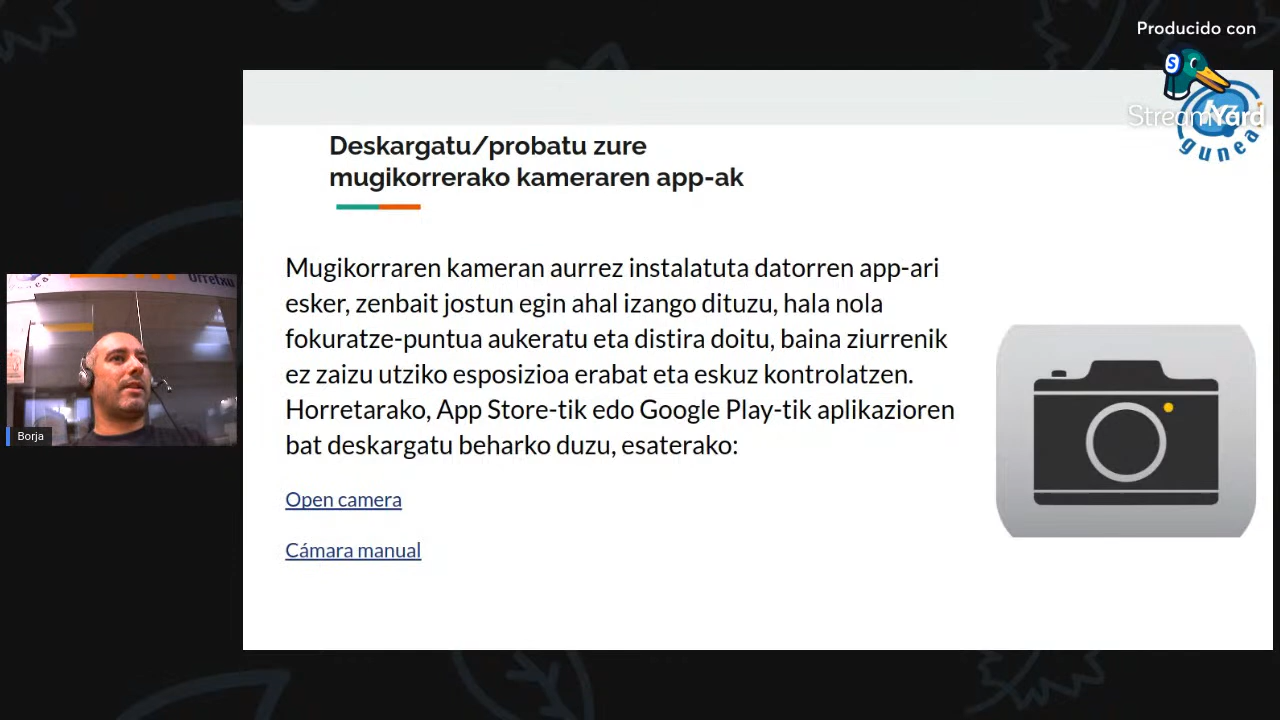 Producido con
StreamYard
KZ
gunea
Deskargatu/probatu zure
mugikorrerako kameraren app-ak
Mugikorraren kameran aurrez instalatuta datorren app-ari
esker, zenbait jostun egin ahal izango dituzu, hala nola
fokuratze-puntua aukeratu eta distira doitu, baina ziurrenik
ez zaizu utziko esposizioa erabat eta eskuz kontrolatzen.
Horretarako, App Store-tik edo Google Play-tik aplikazioren
bat deskargatu beharko duzu, esaterako:
Open camera
Cámara manual
Urretxu
Borja